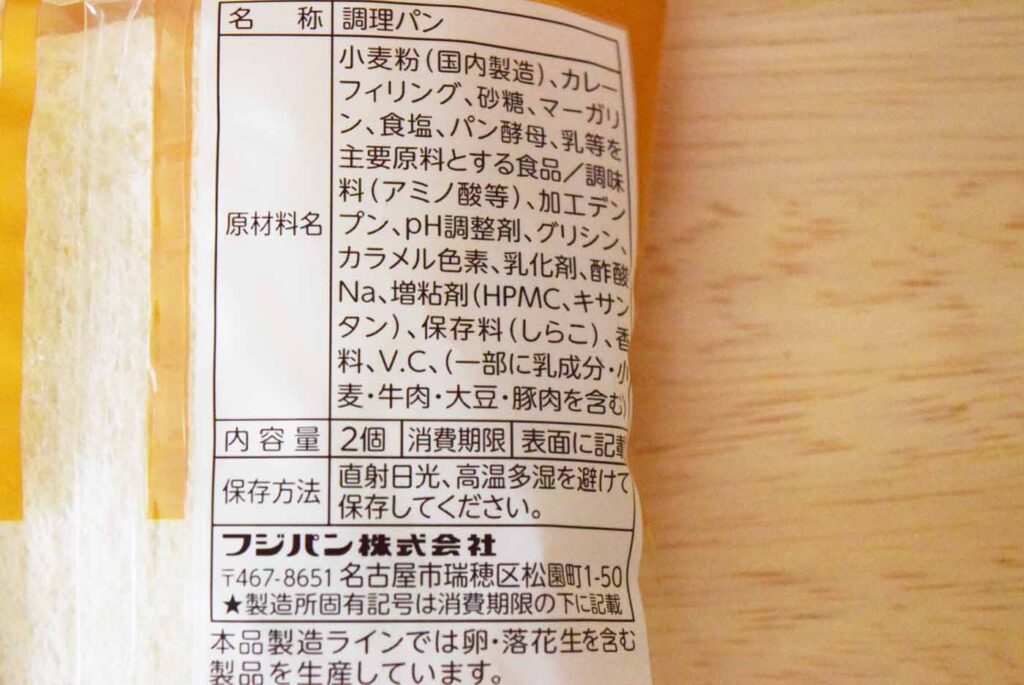 名称 調理パン
原材料名
小麦粉(国内製造)、カレー
フィリング、砂糖、マーガリ
ン、食塩、パン酵母、乳等を
主要原料とする食品/調味
料(アミノ酸等)、加工デン
プン、pH調整剤、グリシン、
カラメル色素、乳化剤、酢酸
Na、増粘剤(HPMC、キサン
タン)、保存料(しらこ)、香
料、V.C.、(一部に乳成分・小
麦・牛肉・大豆・豚肉を含む)
内容量 2個 消費期限 表面に記載
保存方法
直射日光、高温多湿を避けて
保存してください。
フジパン株式会社
〒467-8651 名古屋市瑞穂区松園町1-50
★製造所固有記号は消費期限の下に記載
本品製造ラインでは卵・落花生を含む
製品を生産しています。